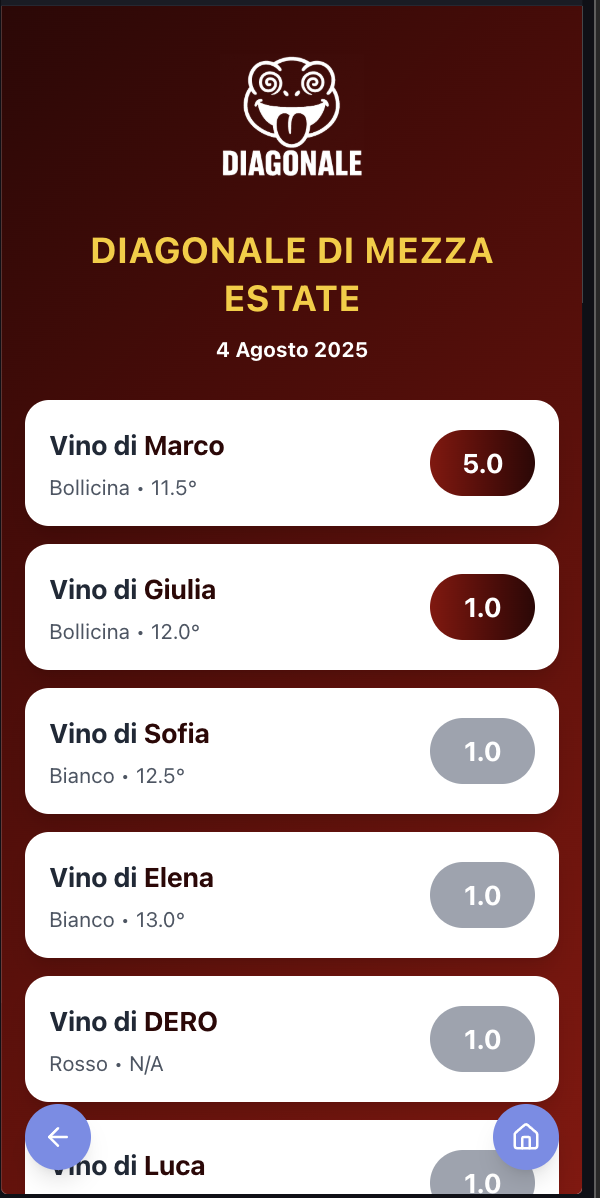 DIAGONALE
DIAGONALE DI MEZZA
ESTATE
4 Agosto 2025
Vino di Marco
Bollicina • 11.5°
5.0
Vino di Giulia
Bollicina • 12.0°
1.0
Vino di Sofia
Bianco • 12.5°
1.0
Vino di Elena
Bianco • 13.0°
1.0
Vino di DERO
Rosso • N/A
1.0
Vino di Luca
1.0